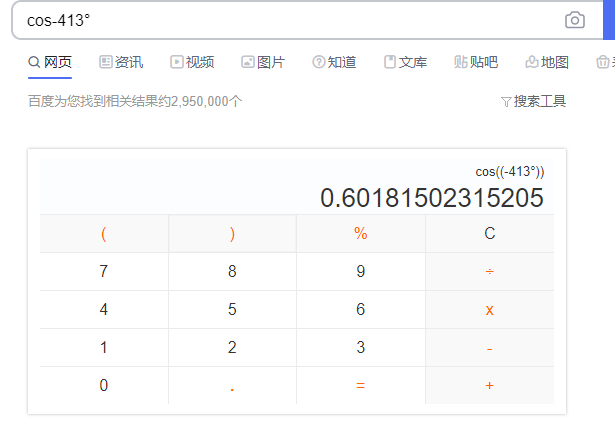 cos-413°
网页 资讯 视频 图片 知道 文库 贴吧 地图
百度为您找到相关结果约2,950,000个 搜索工具
cos((-413°))
0.60181502315205
( ) % C
7 8 9 ÷
4 5 6 x
1 2 3 -
0 . = +